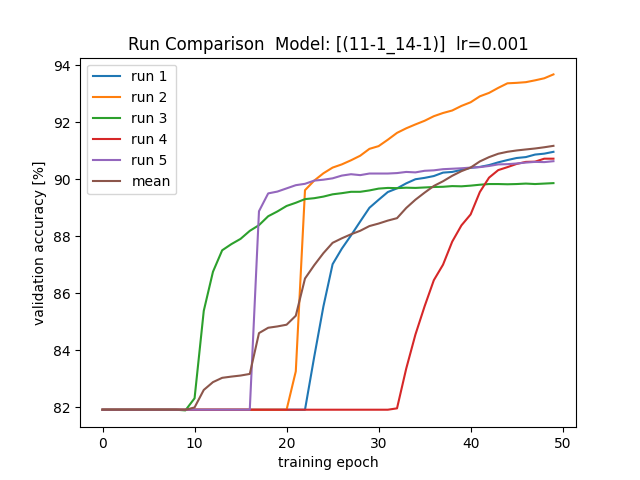 Run Comparison  Model: [(11-1_14-1)]  lr=0.001
validation accuracy [%]
94
92
90
88
86
84
82
run 1
run 2
run 3
run 4
run 5
mean
0 10 20 30 40 50
training epoch